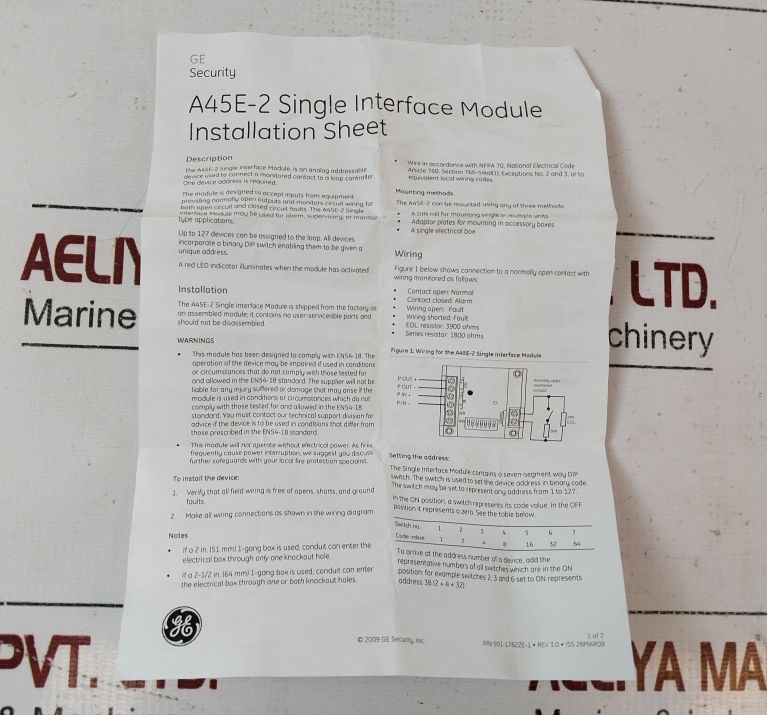 GE
Security
A45E-2 Single Interface Module
Installation Sheet
Description
The A45E-2 Single Interface Module, is an analog addressable
device used to connect a monitored contact to a loop controller.
One device address is required.
The module is designed to accept inputs from equipment
providing normally open outputs and monitors circuit wiring for
both open circuit and closed circuit faults. The A45E-2 Single
Interface Module may be used for alarm, supervisory, or monitor
type applications.
Up to 127 devices can be assigned to the loop. All devices
incorporate a binary DIP switch enabling them to be given a
unique address.
A red LED indicator illuminates when the module has activated.
Installation
The A45E-2 Single Interface Module is shipped from the factory as
an assembled module; it contains no user-serviceable parts and
should not be disassembled.
WARNINGS
• This module has been designed to comply with EN54-18. The
operation of the device may be impaired if used in conditions
or circumstances that do not comply with those tested for
and allowed in the EN54-18 standard. The supplier will not be
liable for any injury suffered or damage that may arise if the
module is used in conditions or circumstances which do not
comply with those tested for and allowed in the EN54-18
standard. You must contact our technical support division for
advice if the device is to be used in conditions that differ from
those prescribed in the EN54-18 standard.
• This module will not operate without electrical power. As fires
frequently cause power interruption, we suggest you discuss
further safeguards with your local fire protection specialist.
To install the device:
1. Verify that all field wiring is free of opens, shorts, and ground
faults.
2. Make all wiring connections as shown in the wiring diagram.
Notes
• If a 2 in. (51 mm) 1-gang box is used, conduit can enter the
electrical box through only one knockout hole.
• If a 2-1/2 in. (64 mm) 1-gang box is used, conduit can enter
the electrical box through one or both knockout holes.
• Wire in accordance with NFPA 70, National Electrical Code
Article 760, Section 760-54(a)(1), Exceptions No. 2 and 3, or to
equivalent local wiring codes.
Mounting methods
The A45E-2 can be mounted using any of three methods:
• A DIN rail for mounting single or multiple units
• Adaptor plates for mounting in accessory boxes
• A single electrical box
Wiring
Figure 1 below shows connection to a normally open contact with
wiring monitored as follows:
• Contact open: Normal
• Contact closed: Alarm
• Wiring open: Fault
• Wiring shorted: Fault
• EOL resistor: 3900 ohms
• Series resistor: 1800 ohms
Figure 1: Wiring for the A45E-2 Single Interface Module
P OUT +
P OUT -
P IN +
P IN -
Normally open
monitored
contact
3k9
EOL
1k8
Setting the address:
The Single Interface Module contains a seven-segment way DIP
switch. The switch is used to set the device address in binary code.
The switch may be set to represent any address from 1 to 127.
In the ON position, a switch represents its code value. In the OFF
position it represents a zero. See the table below.
Switch no. 1 2 3 4 5 6 7
Code value 1 2 4 8 16 32 64
To arrive at the address number of a device, add the
representative numbers of all switches which are in the ON
position; for example switches 2, 3 and 6 set to ON represents
address 38 (2 + 4 + 32).
GE
© 2009 GE Security, Inc.
1 of 2
P/N 501-17622E-1 • REV 3.0 • ISS 26MAR09
AELIY
LTD.
Marine
chinery
PVT.
YA MA